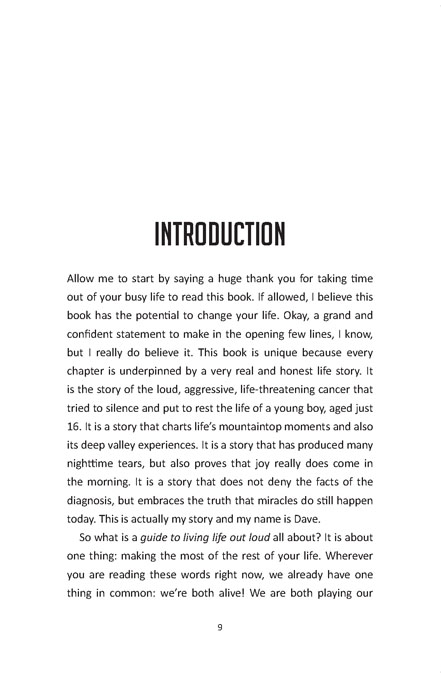 INTRODUCTION
Allow me to start by saying a huge thank you for taking time
out of your busy life to read this book. If allowed, I believe this
book has the potential to change your life. Okay, a grand and
confident statement to make in the opening few lines, I know,
but I really do believe it. This book is unique because every
chapter is underpinned by a very real and honest life story. It
is the story of the loud, aggressive, life-threatening cancer that
tried to silence and put to rest the life of a young boy, aged just
16. It is a story that charts life’s mountaintop moments and also
its deep valley experiences. It is a story that has produced many
nighttime tears, but also proves that joy really does come in
the morning. It is a story that does not deny the facts of the
diagnosis, but embraces the truth that miracles do still happen
today. This is actually my story and my name is Dave.
So what is a guide to living life out loud all about? It is about
one thing: making the most of the rest of your life. Wherever
you are reading these words right now, we already have one
thing in common: we’re both alive! We are both playing our
9